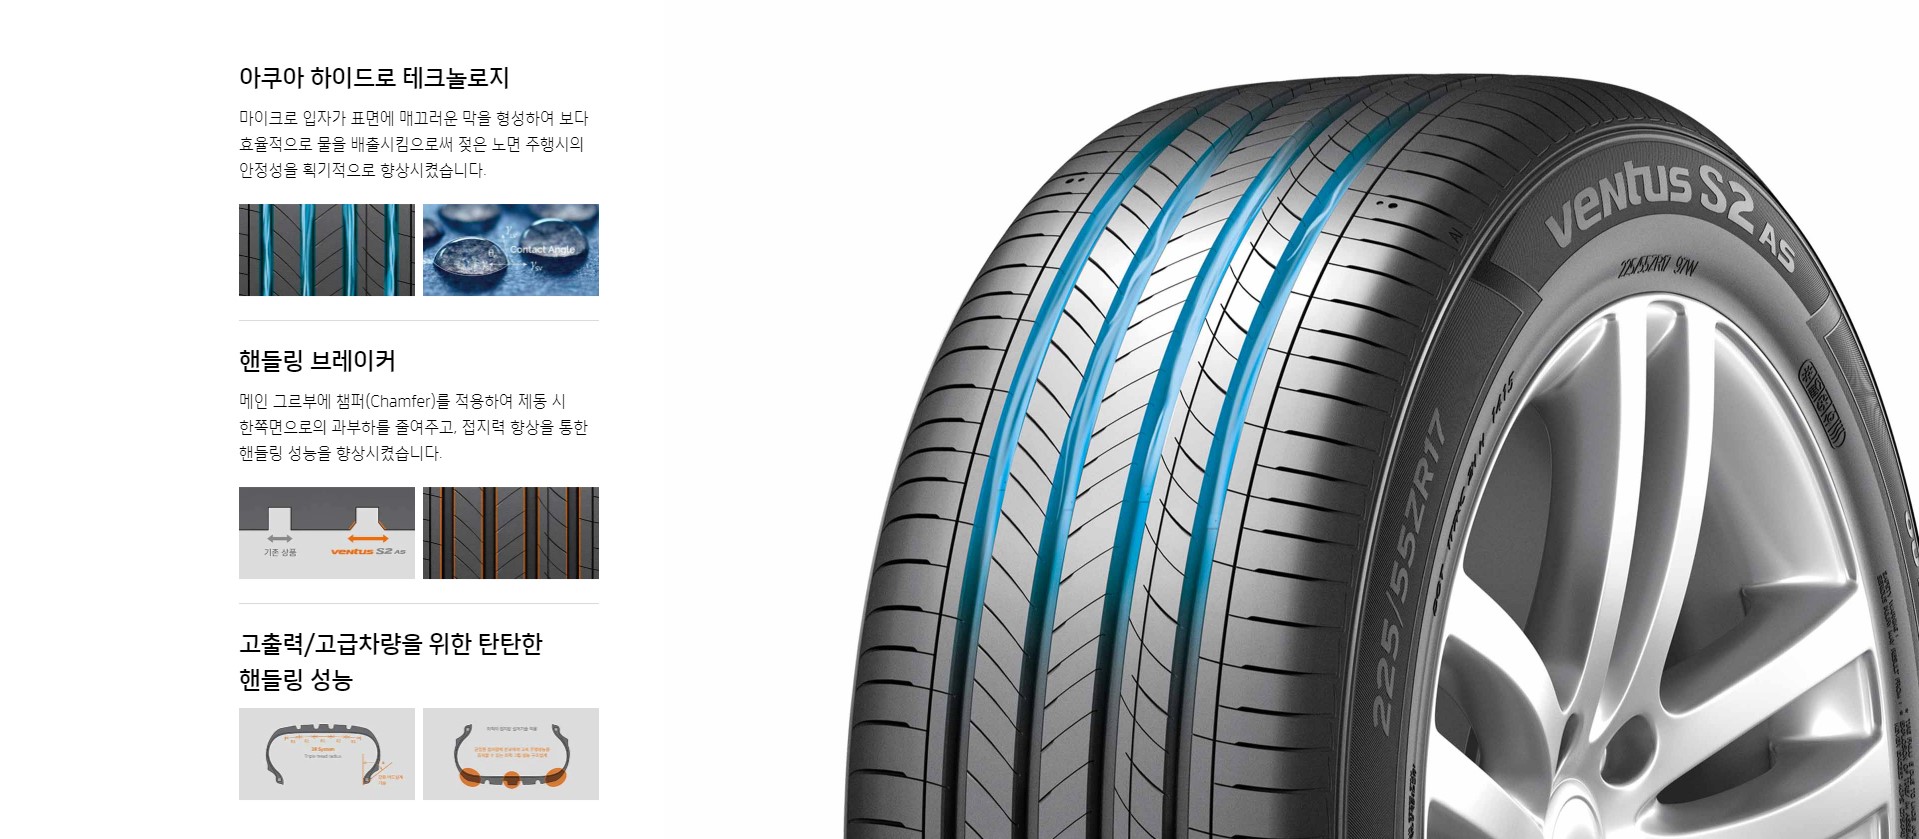 아쿠아 하이드로 테크놀로지
마이크로 입자가 표면에 매끄러운 막을 형성하여 보다
효율적으로 물을 배출시킴으로써 젖은 노면 주행시의
안정성을 획기적으로 향상시켰습니다.
Contact Angle
핸들링 브레이커
메인 그르부에 챔퍼(Chamfer)를 적용하여 제동 시
한쪽면으로의 과부하를 줄여주고, 접지력 향상을 통한
핸들링 성능을 향상시켰습니다.
기존 상품
ventus S2 AS
고출력/고급차량을 위한 탄탄한
핸들링 성능
3R System
Triple tread radius
ventus S2 AS
225/55ZR17 97W
225/55ZR17